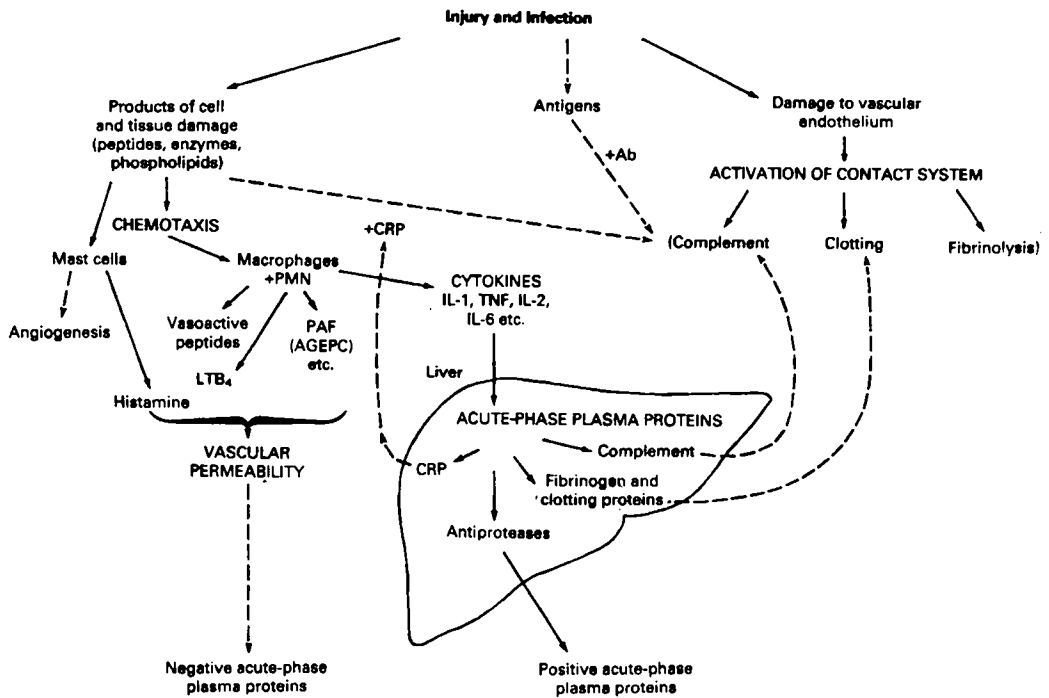 Injury and Infection
Products of cell
and tissue damage
(peptides, enzymes,
phospholipids)
Antigens
Damage to vascular
endothelium
+Ab
ACTIVATION OF CONTACT SYSTEM
CHEMOTAXIS
+CRP
(Complement
Clotting
Fibrinolysis)
Mast cells
Macrophages
+PMN
CYTOKINES
IL-1, TNF, IL-2,
IL-6 etc.
Angiogenesis
Vasoactive
peptides
PAF
(AGEPC)
etc.
LTB₄
Histamine
Liver
ACUTE-PHASE PLASMA PROTEINS
VASCULAR
PERMEABILITY
CRP
Complement
Fibrinogen and
clotting proteins
Antiproteases
Negative acute-phase
plasma proteins
Positive acute-phase
plasma proteins